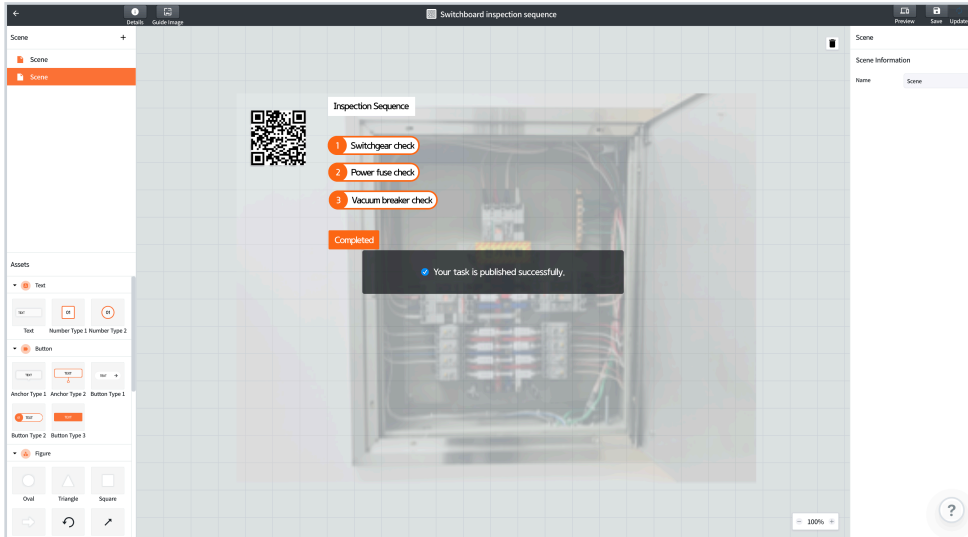 Details
Guide Image
Switchboard inspection sequence
Preview
Save
Update
Scene
+
Scene
Scene
Inspection Sequence
1 Switchgear check
2 Power fuse check
3 Vacuum breaker check
Completed
Your task is published successfully.
Assets
Text
TEXT
01
01
Text
Number Type 1
Number Type 2
Button
TEXT
TEXT
TEXT
Anchor Type 1
Anchor Type 2
Button Type 1
TEXT
TEXT
Button Type 2
Button Type 3
Figure
Oval
Triangle
Square
Scene
Scene Information
Name
Scene
100%
?